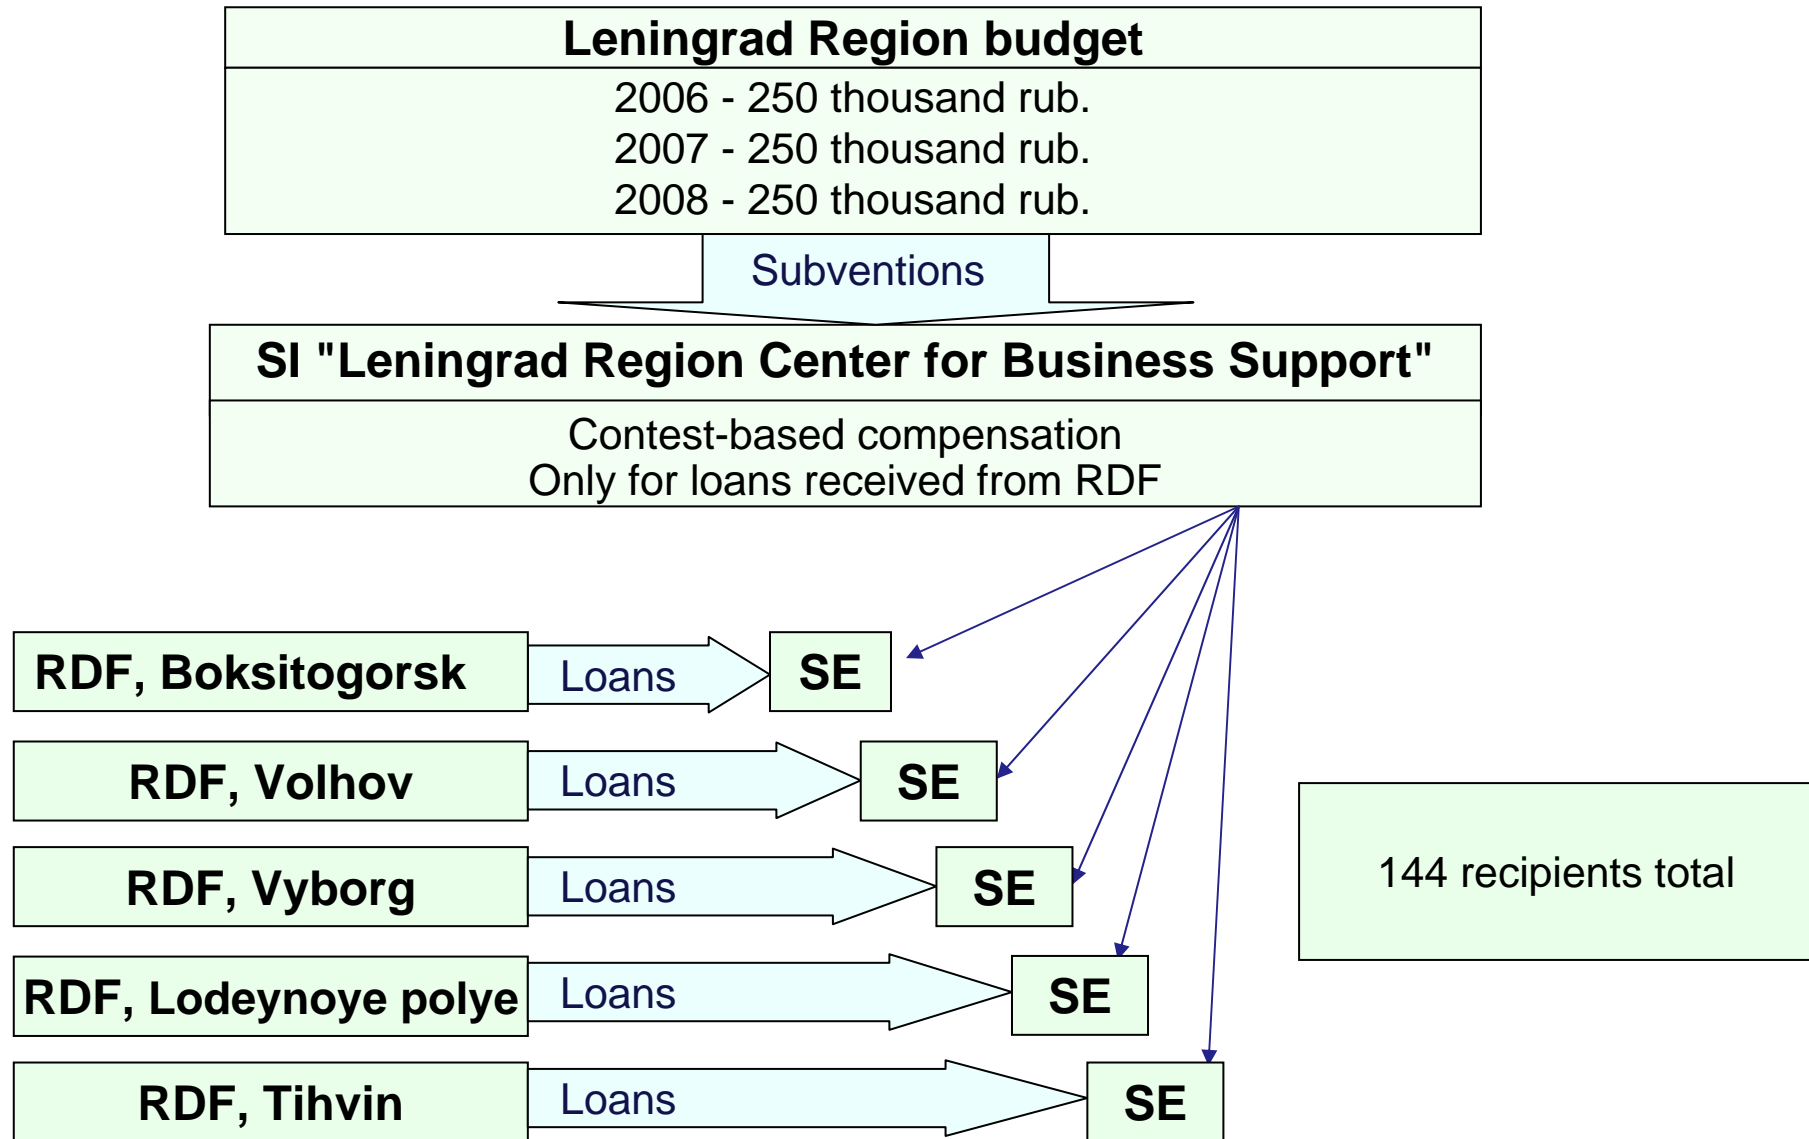 Leningrad Region budget
2006 - 250 thousand rub.
2007 - 250 thousand rub.
2008 - 250 thousand rub.
Subventions
SI "Leningrad Region Center for Business Support"
Contest-based compensation
Only for loans received from RDF
RDF, Boksitogorsk
Loans
SE
RDF, Volhov
Loans
SE
RDF, Vyborg
Loans
SE
144 recipients total
RDF, Lodeynoye polye
Loans
SE
RDF, Tihvin
Loans
SE